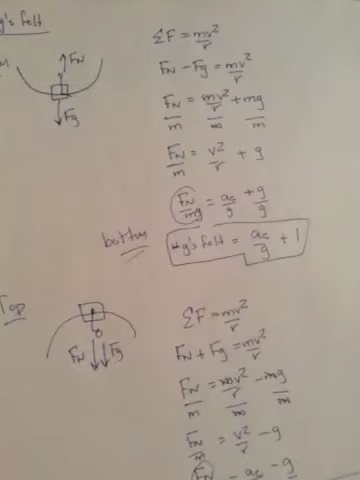 g's felt
ΣF = mv²/r
FN
FN - Fg = mv²/r
Fg
FN/m = mv²/r/m + mg/m
FN/m = v²/r + g
FN/mg = ac/g + g/g
bottom
#g's felt = ac/g + 1
Top
ΣF = mv²/r
FN Fg
FN + Fg = mv²/r
FN/m = mv²/r/m - mg/m
FN/m = v²/r - g
FN = ac - g